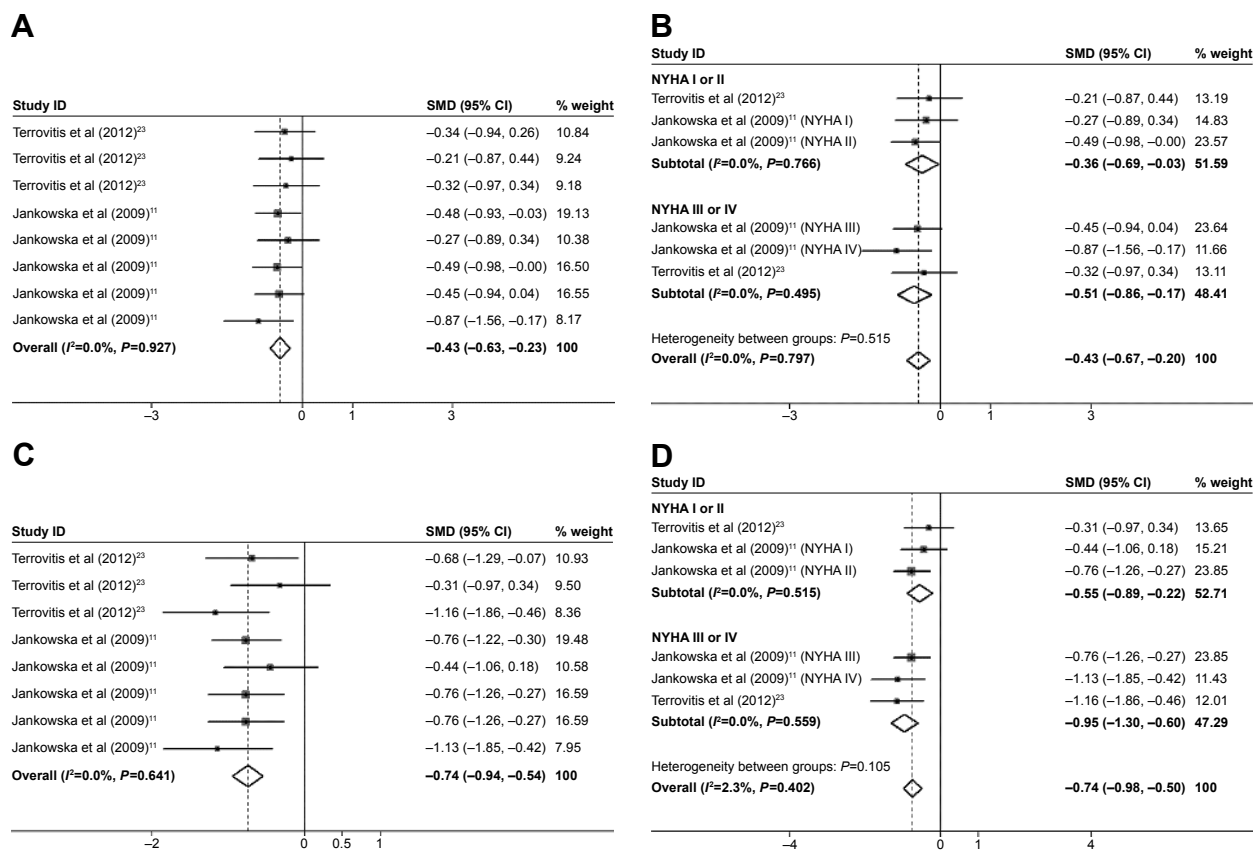 A
Study ID SMD (95% CI) % weight
Terrovitis et al (2012)23 –0.34 (–0.94, 0.26) 10.84
Terrovitis et al (2012)23 –0.21 (–0.87, 0.44) 9.24
Terrovitis et al (2012)23 –0.32 (–0.97, 0.34) 9.18
Jankowska et al (2009)11 –0.48 (–0.93, –0.03) 19.13
Jankowska et al (2009)11 –0.27 (–0.89, 0.34) 10.38
Jankowska et al (2009)11 –0.49 (–0.98, –0.00) 16.50
Jankowska et al (2009)11 –0.45 (–0.94, 0.04) 16.55
Jankowska et al (2009)11 –0.87 (–1.56, –0.17) 8.17
Overall (I²=0.0%, P=0.927) –0.43 (–0.63, –0.23) 100
–3 0 1 3
B
Study ID SMD (95% CI) % weight
NYHA I or II
Terrovitis et al (2012)23 –0.21 (–0.87, 0.44) 13.19
Jankowska et al (2009)11 (NYHA I) –0.27 (–0.89, 0.34) 14.83
Jankowska et al (2009)11 (NYHA II) –0.49 (–0.98, –0.00) 23.57
Subtotal (I²=0.0%, P=0.766) –0.36 (–0.69, –0.03) 51.59
NYHA III or IV
Jankowska et al (2009)11 (NYHA III) –0.45 (–0.94, 0.04) 23.64
Jankowska et al (2009)11 (NYHA IV) –0.87 (–1.56, –0.17) 11.66
Terrovitis et al (2012)23 –0.32 (–0.97, 0.34) 13.11
Subtotal (I²=0.0%, P=0.495) –0.51 (–0.86, –0.17) 48.41
Heterogeneity between groups: P=0.515
Overall (I²=0.0%, P=0.797) –0.43 (–0.67, –0.20) 100
–3 0 1 3
C
Study ID SMD (95% CI) % weight
Terrovitis et al (2012)23 –0.68 (–1.29, –0.07) 10.93
Terrovitis et al (2012)23 –0.31 (–0.97, 0.34) 9.50
Terrovitis et al (2012)23 –1.16 (–1.86, –0.46) 8.36
Jankowska et al (2009)11 –0.76 (–1.22, –0.30) 19.48
Jankowska et al (2009)11 –0.44 (–1.06, 0.18) 10.58
Jankowska et al (2009)11 –0.76 (–1.26, –0.27) 16.59
Jankowska et al (2009)11 –0.76 (–1.26, –0.27) 16.59
Jankowska et al (2009)11 –1.13 (–1.85, –0.42) 7.95
Overall (I²=0.0%, P=0.641) –0.74 (–0.94, –0.54) 100
–2 0 0.5 1
D
Study ID SMD (95% CI) % weight
NYHA I or II
Terrovitis et al (2012)23 –0.31 (–0.97, 0.34) 13.65
Jankowska et al (2009)11 (NYHA I) –0.44 (–1.06, 0.18) 15.21
Jankowska et al (2009)11 (NYHA II) –0.76 (–1.26, –0.27) 23.85
Subtotal (I²=0.0%, P=0.515) –0.55 (–0.89, –0.22) 52.71
NYHA III or IV
Jankowska et al (2009)11 (NYHA III) –0.76 (–1.26, –0.27) 23.85
Jankowska et al (2009)11 (NYHA IV) –1.13 (–1.85, –0.42) 11.43
Terrovitis et al (2012)23 –1.16 (–1.86, –0.46) 12.01
Subtotal (I²=0.0%, P=0.559) –0.95 (–1.30, –0.60) 47.29
Heterogeneity between groups: P=0.105
Overall (I²=2.3%, P=0.402) –0.74 (–0.98, –0.50) 100
–4 0 1 4